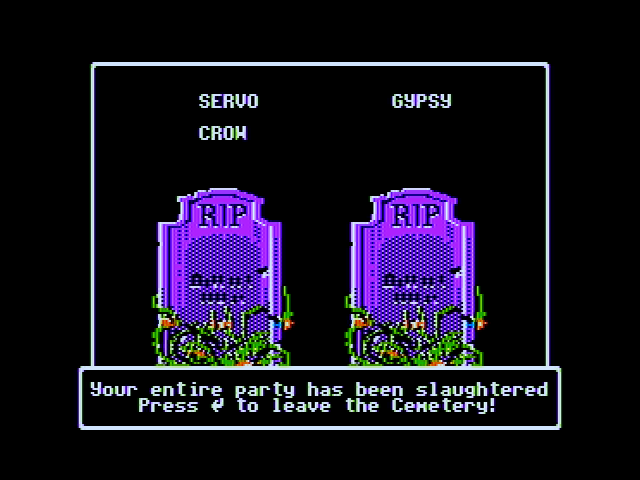 SERVO GYPSY
CROW
RIP RIP
Your entire party has been slaughtered
Press ↲ to leave the Cemetery!